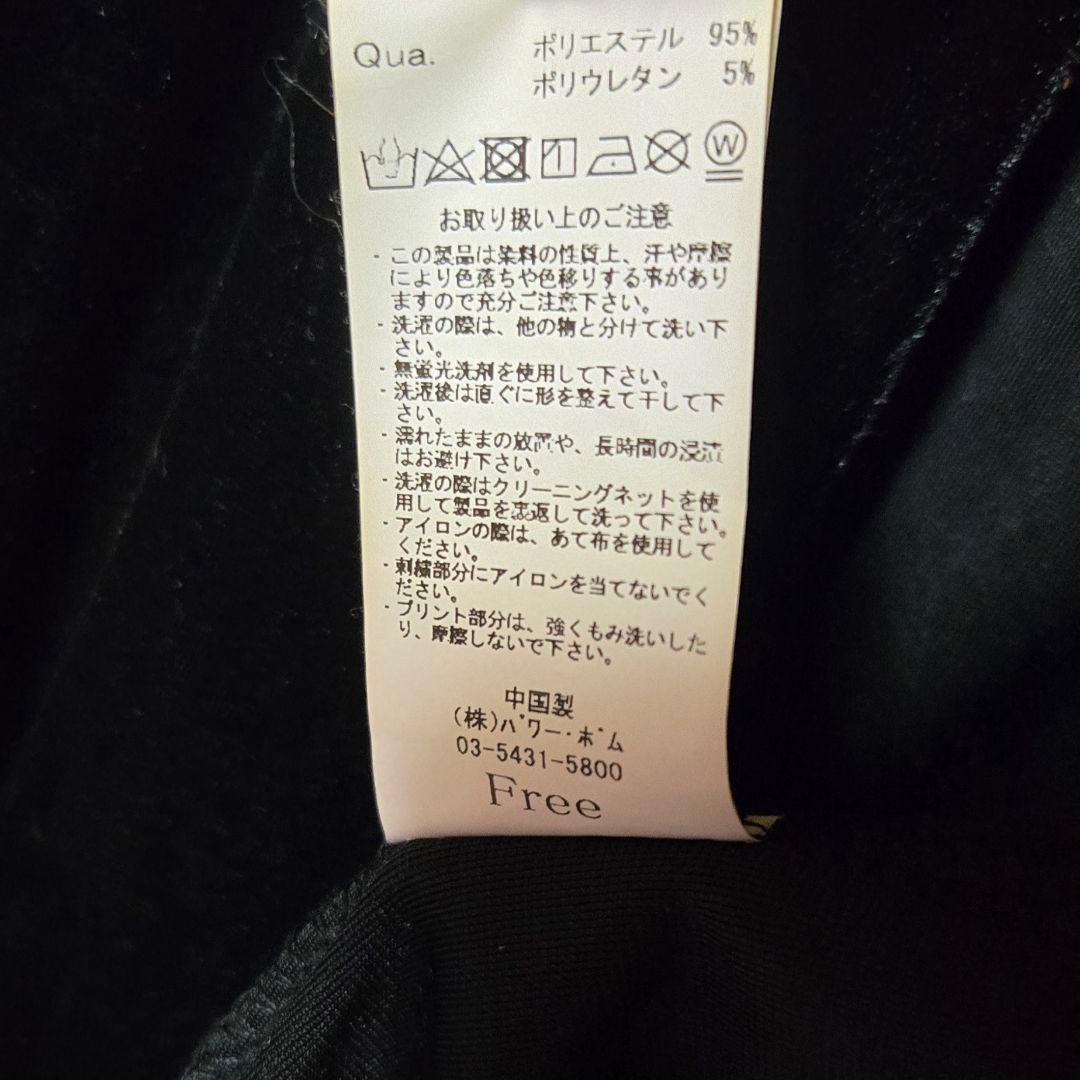 Qua. ポリエステル 95%
ポリウレタン 5%
W
お取り扱い上のご注意
・この製品は染料の性質上、汗や摩擦
により色落ちや色移りする事があり
ますので充分ご注意下さい。
・洗濯の際は、他の物と分けて洗い下
さい。
・無蛍光洗剤を使用して下さい。
・洗濯後は直ぐに形を整えて干して下
さい。
・濡れたままの放置や、長時間の浸漬
はお避け下さい。
・洗濯の際はクリーニングネットを使
用して製品を裏返して洗って下さい。
・アイロンの際は、あて布を使用して
ください。
・刺繍部分にアイロンを当てないでく
ださい。
・プリント部分は、強くもみ洗いした
り、摩擦しないで下さい。
中国製
(株)パワー・ボム
03-5431-5800
Free